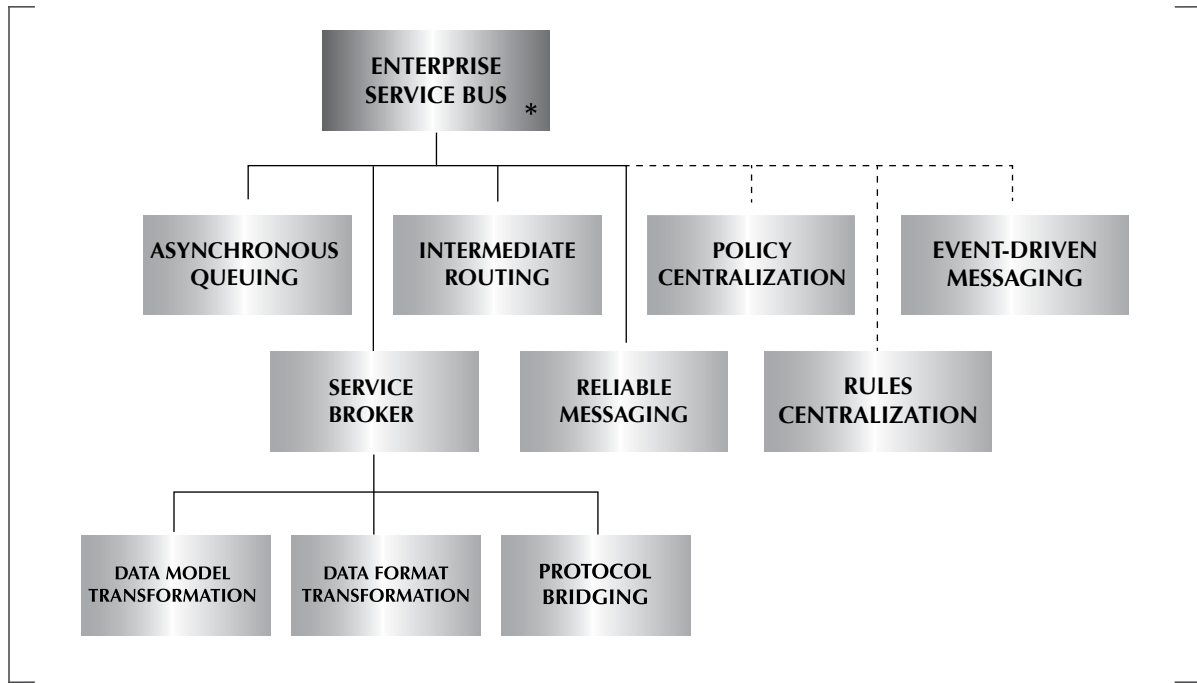 ENTERPRISE
SERVICE BUS *
ASYNCHRONOUS
QUEUING
INTERMEDIATE
ROUTING
POLICY
CENTRALIZATION
EVENT-DRIVEN
MESSAGING
SERVICE
BROKER
RELIABLE
MESSAGING
RULES
CENTRALIZATION
DATA MODEL
TRANSFORMATION
DATA FORMAT
TRANSFORMATION
PROTOCOL
BRIDGING